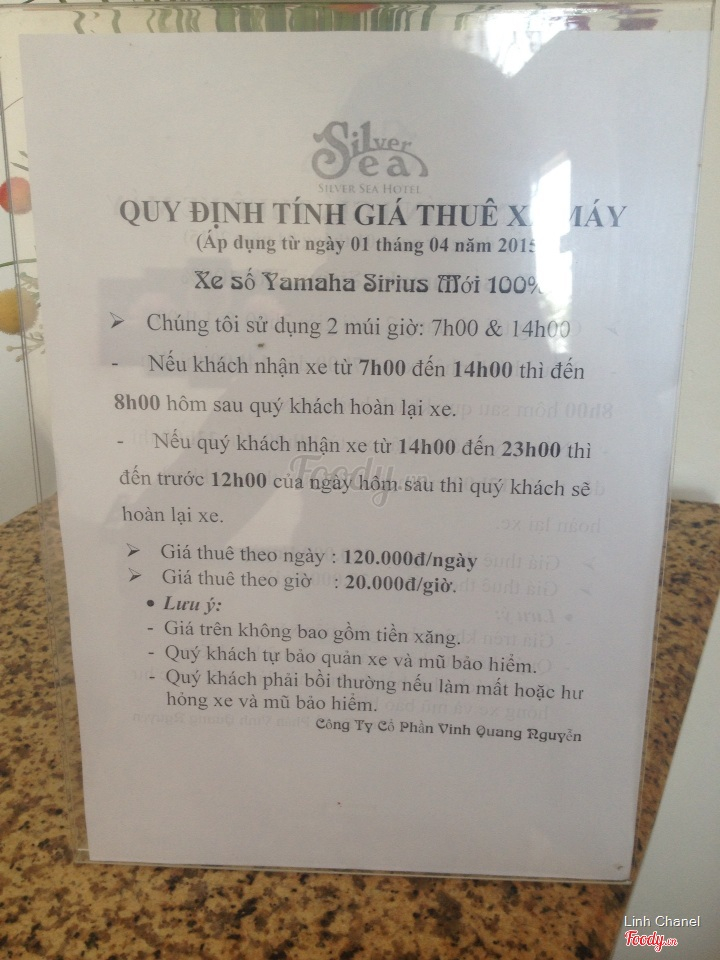 Silver
Sea
SILVER SEA HOTEL
QUY ĐỊNH TÍNH GIÁ THUÊ XE MÁY
(Áp dụng từ ngày 01 tháng 04 năm 2015
Xe số Yamaha Sirius Mới 100%
➢ Chúng tôi sử dụng 2 múi giờ: 7h00 & 14h00
- Nếu khách nhận xe từ 7h00 đến 14h00 thì đến
8h00 hôm sau quý khách hoàn lại xe.
- Nếu quý khách nhận xe từ 14h00 đến 23h00 thì
đến trước 12h00 của ngày hôm sau thì quý khách sẽ
hoàn lại xe.
➢ Giá thuê theo ngày : 120.000đ/ngày
➢ Giá thuê theo giờ : 20.000đ/giờ.
• Lưu ý:
- Giá trên không bao gồm tiền xăng.
- Quý khách tự bảo quản xe và mũ bảo hiểm.
- Quý khách phải bồi thường nếu làm mất hoặc hư
hỏng xe và mũ bảo hiểm.
Công Ty Cổ Phần Vinh Quang Nguyễn
Foody.vn
Linh Chanel
Foody.vn